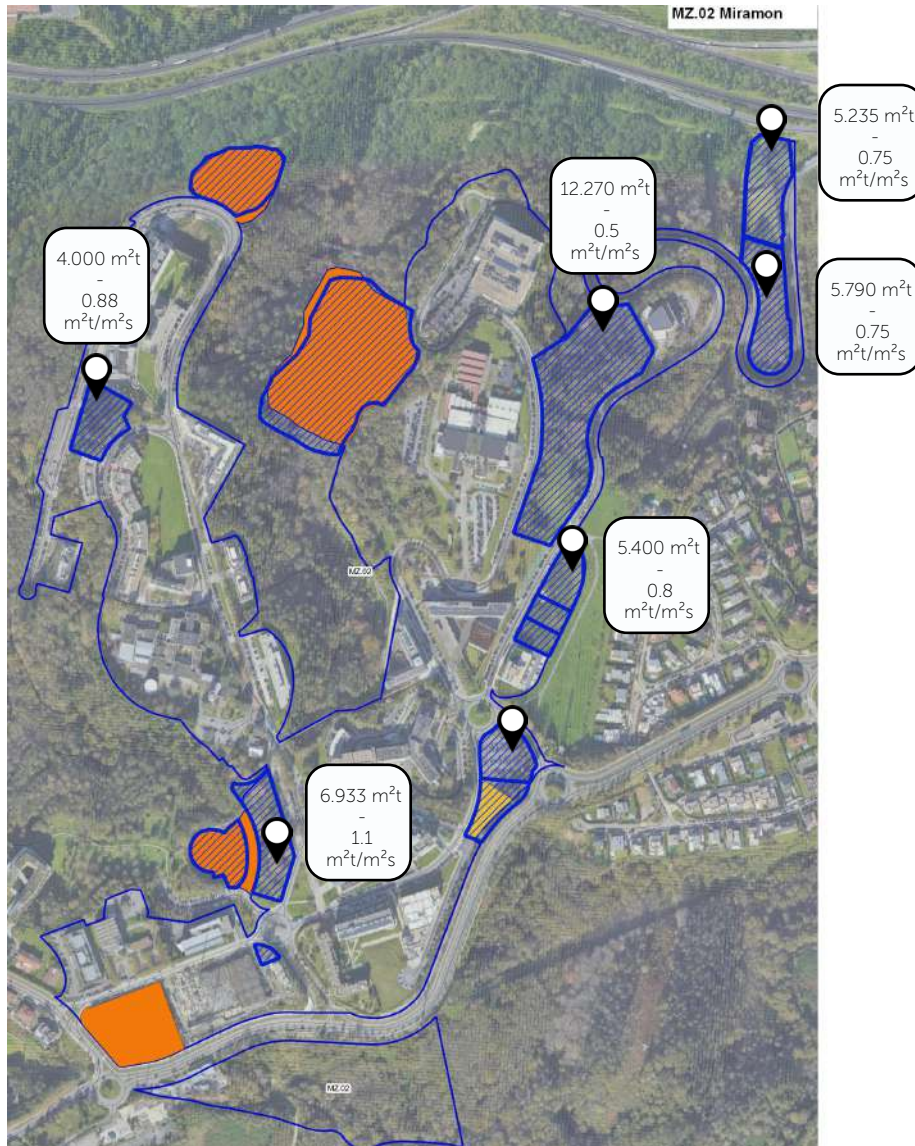 MZ.02 Miramon
5.235 m²t
-
0.75
m²t/m²s
12.270 m²t
-
0.5
m²t/m²s
4.000 m²t
-
0.88
m²t/m²s
5.790 m²t
-
0.75
m²t/m²s
5.400 m²t
-
0.8
m²t/m²s
MZ.02
6.933 m²t
-
1.1
m²t/m²s
MZ.02